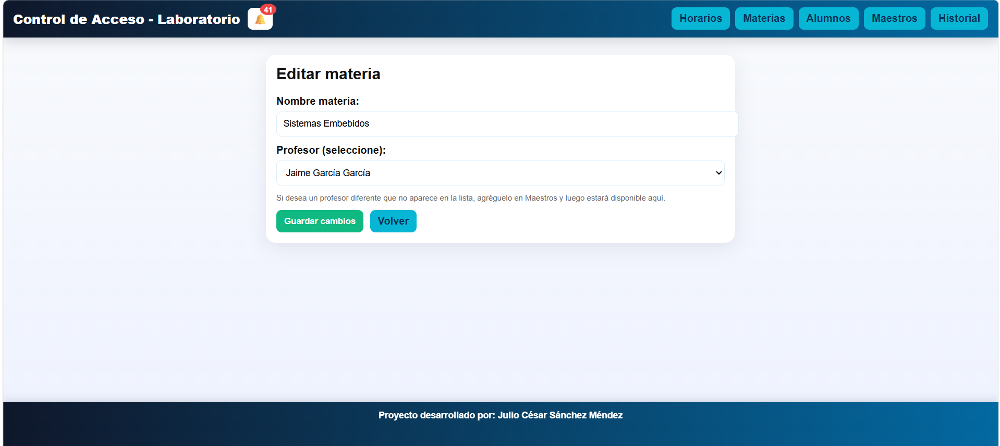 Control de Acceso - Laboratorio
41
Horarios
Materias
Alumnos
Maestros
Historial
Editar materia
Nombre materia:
Sistemas Embebidos
Profesor (seleccione):
Jaime García García
Si desea un profesor diferente que no aparece en la lista, agréguelo en Maestros y luego estará disponible aquí.
Guardar cambios
Volver
Proyecto desarrollado por: Julio César Sánchez Méndez